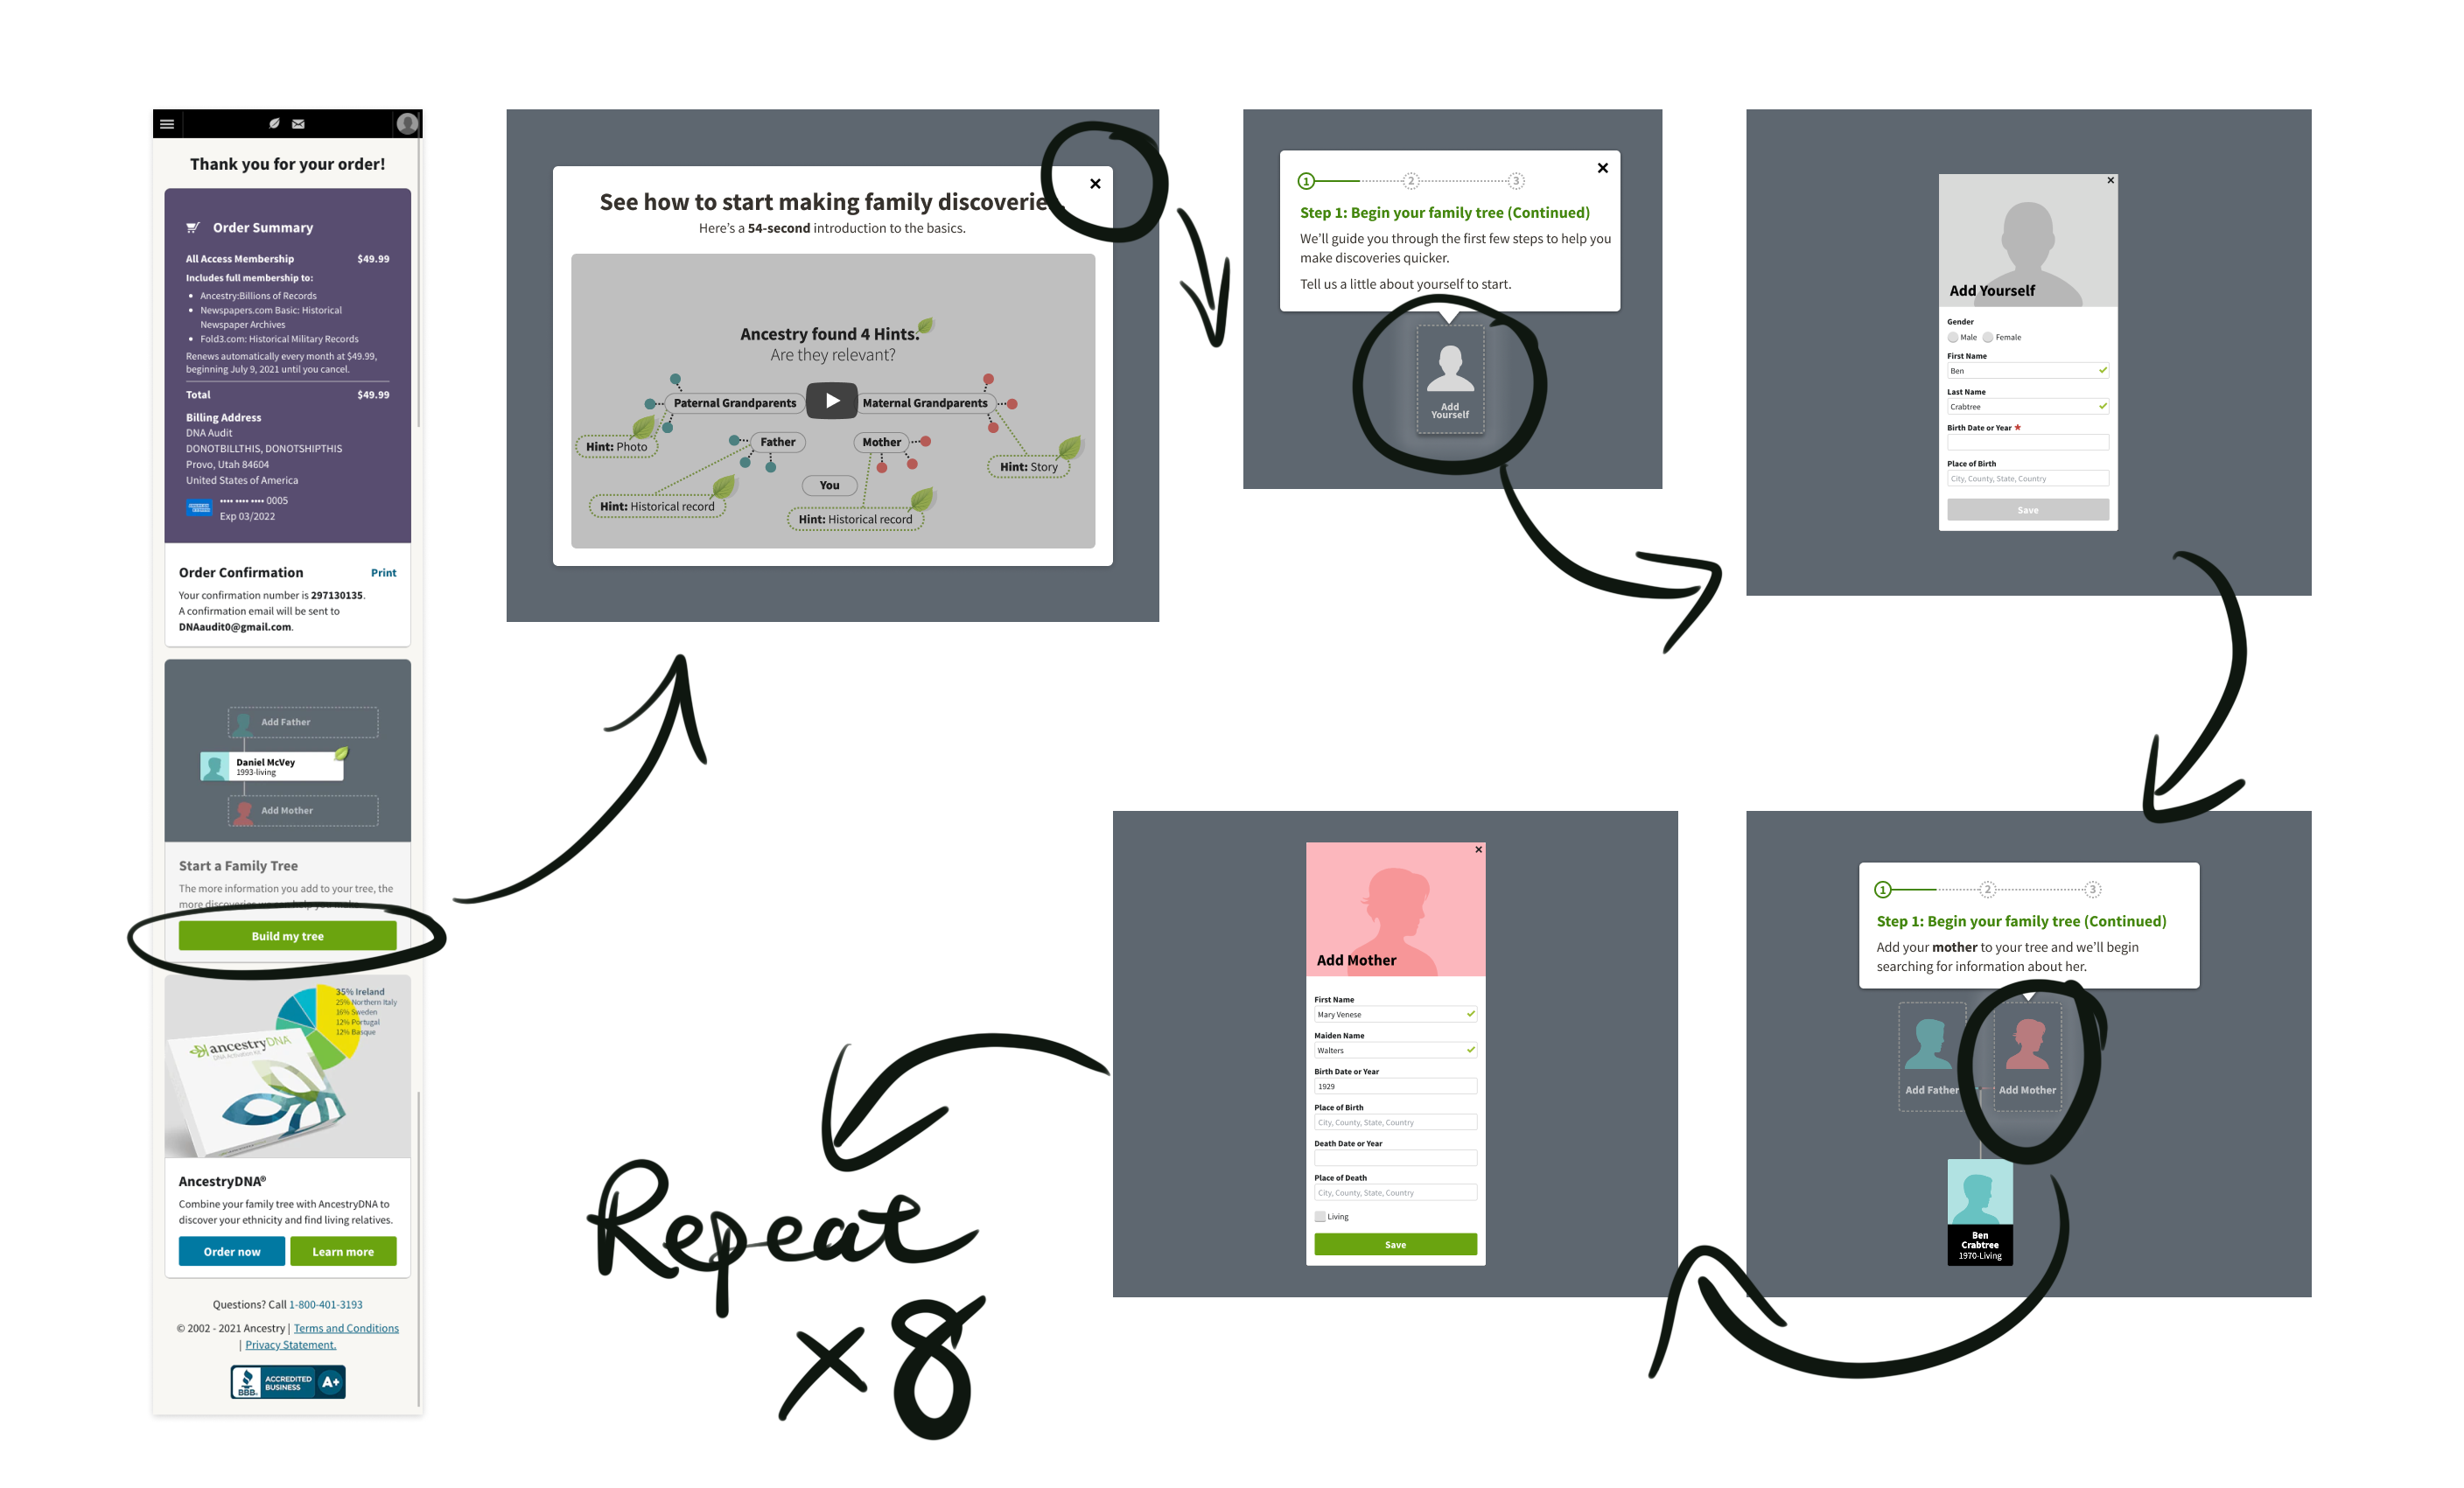 Thank you for your order!
Order Summary
All Access Membership $49.99
Includes full membership to:
• Ancestry:Billions of Records
• Newspapers.com Basic: Historical
Newspaper Archives
• Fold3.com: Historical Military Records
Renews automatically every month at $49.99,
beginning July 9, 2021 until you cancel.
Total $49.99
Billing Address
DNA Audit
DONOTBILLTHIS, DONOTSHIPTHIS
Provo, Utah 84604
United States of America
•••• •••• •••• 0005
Exp 03/2022
Order Confirmation Print
Your confirmation number is 297130135.
A confirmation email will be sent to
DNAaudit0@gmail.com.
Add Father
Daniel McVey
1993-living
Add Mother
Start a Family Tree
The more information you add to your tree, the
more discoveries we can help you make.
Build my tree
35% Ireland
25% Northern Italy
16% Sweden
12% Portugal
12% Basque
ancestryDNA
DNA Activation Kit
AncestryDNA®
Combine your family tree with AncestryDNA to
discover your ethnicity and find living relatives.
Order now Learn more
Questions? Call 1-800-401-3193
© 2002 - 2021 Ancestry | Terms and Conditions
| Privacy Statement.
BBB. ACCREDITED BUSINESS A+
See how to start making family discoverie
Here's a 54-second introduction to the basics.
Ancestry found 4 Hints.
Are they relevant?
Paternal Grandparents Maternal Grandparents
Hint: Photo Father Mother
Hint: Story
You
Hint: Historical record
Hint: Historical record
1 2 3
Step 1: Begin your family tree (Continued)
We'll guide you through the first few steps to help you
make discoveries quicker.
Tell us a little about yourself to start.
Add
Yourself
Add Yourself
Gender
Male Female
First Name
Ben
Last Name
Crabtree
Birth Date or Year *
Place of Birth
City, County, State, Country
Save
1 2 3
Step 1: Begin your family tree (Continued)
Add your mother to your tree and we'll begin
searching for information about her.
Add Father Add Mother
Ben
Crabtree
1970-Living
Add Mother
First Name
Mary Venese
Maiden Name
Walters
Birth Date or Year
1929
Place of Birth
City, County, State, Country
Death Date or Year
Place of Death
City, County, State, Country
Living
Save
Repeat
x8